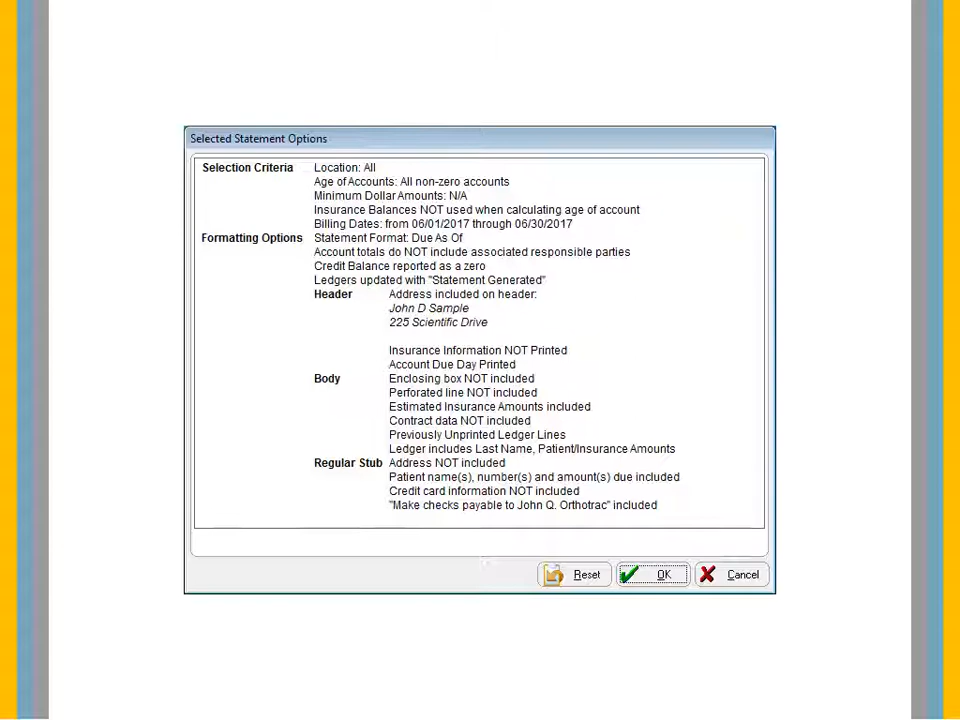 Selected Statement Options
Selection Criteria Location: All
Age of Accounts: All non-zero accounts
Minimum Dollar Amounts: N/A
Insurance Balances NOT used when calculating age of account
Billing Dates: from 06/01/2017 through 06/30/2017
Formatting Options Statement Format: Due As Of
Account totals do NOT include associated responsible parties
Credit Balance reported as a zero
Ledgers updated with "Statement Generated"
Header Address included on header:
John D Sample
225 Scientific Drive
Insurance Information NOT Printed
Account Due Day Printed
Body Enclosing box NOT included
Perforated line NOT included
Estimated Insurance Amounts included
Contract data NOT included
Previously Unprinted Ledger Lines
Ledger includes Last Name, Patient/Insurance Amounts
Regular Stub Address NOT included
Patient name(s), number(s) and amount(s) due included
Credit card information NOT included
"Make checks payable to John Q. Orthotrac" included
Reset OK Cancel